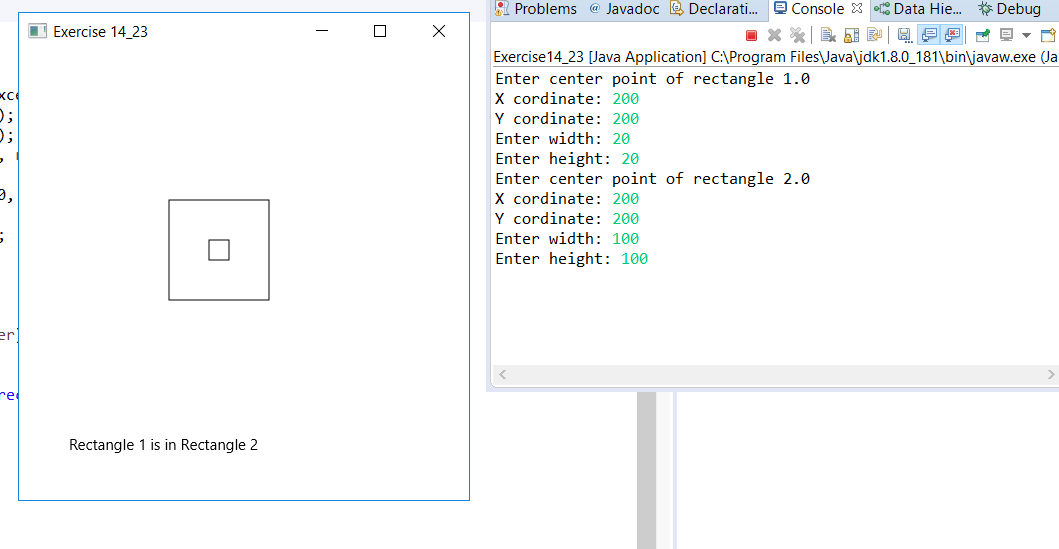 Exercise 14_23
Rectangle 1 is in Rectangle 2
Problems @ Javadoc Declarati... Console Data Hie... Debug
Exercise14_23 [Java Application] C:\Program Files\Java\jdk1.8.0_181\bin\javaw.exe (Ja
Enter center point of rectangle 1.0
X cordinate: 200
Y cordinate: 200
Enter width: 20
Enter height: 20
Enter center point of rectangle 2.0
X cordinate: 200
Y cordinate: 200
Enter width: 100
Enter height: 100